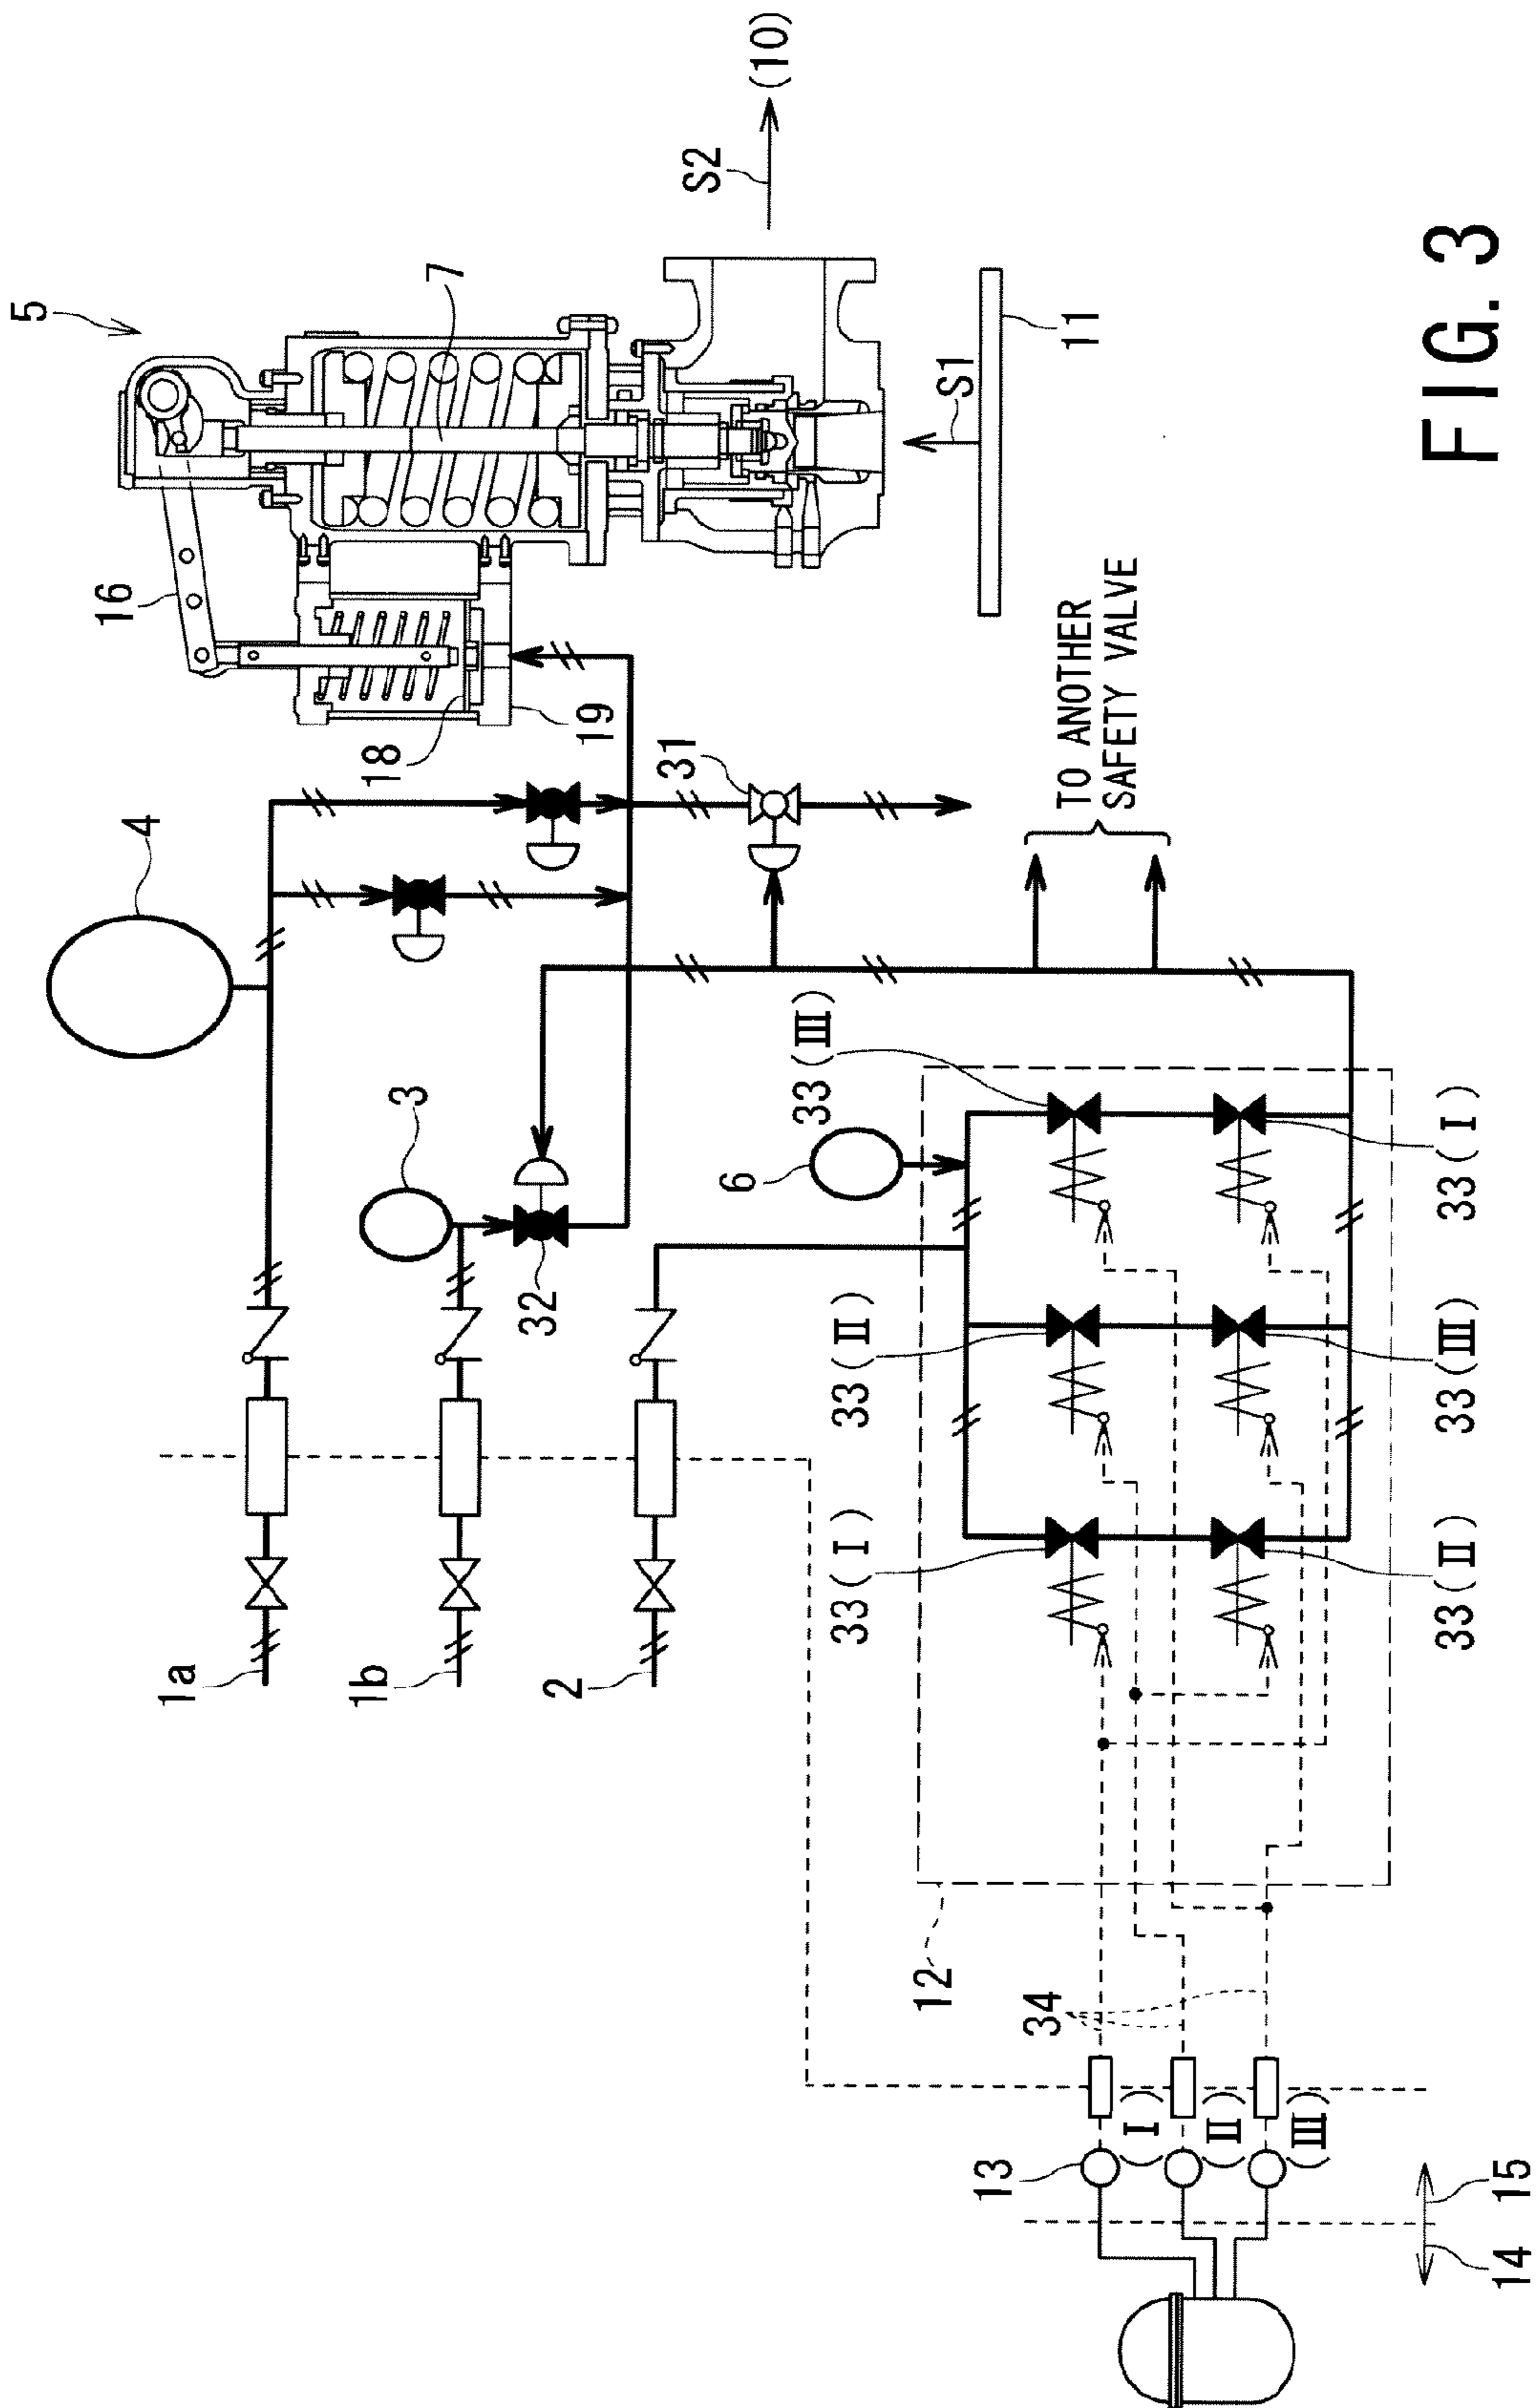 5
4
16
7
S2
(10)
18
19
31
S1
11
3
32
1a
1b
2
TO ANOTHER
SAFETY VALVE
6
33(III)
33(II)
33(I)
33(I)
33(III)
33(II)
12
34
13
(I)
(II)
(III)
14
15
FIG. 3